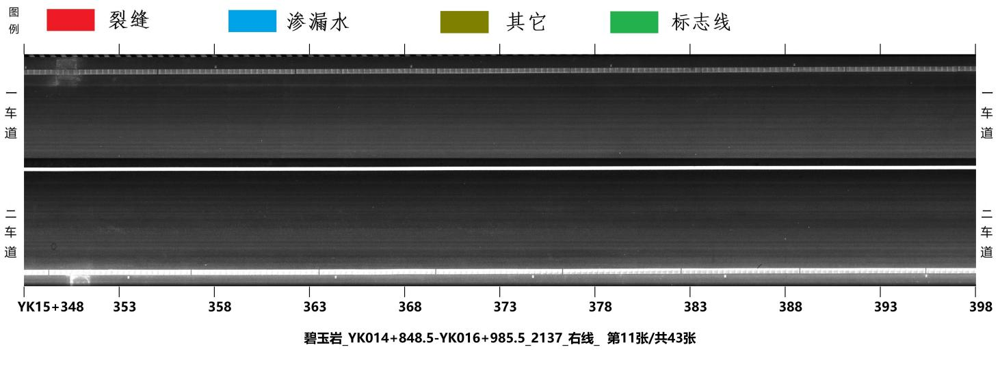 图例
裂缝
渗漏水
其它
标志线
一车道
一车道
二车道
二车道
YK15+348 353 358 363 368 373 378 383 388 393 398
碧玉岩_YK014+848.5-YK016+985.5_2137_右线_ 第11张/共43张